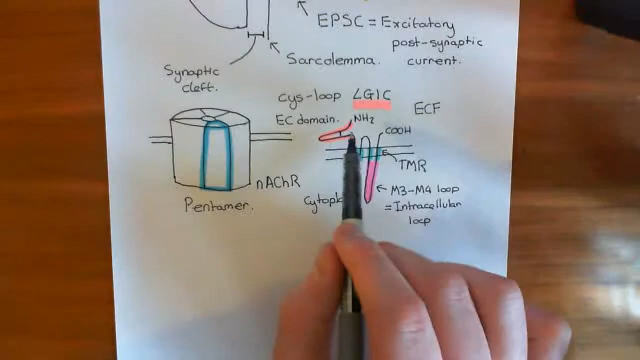 EPSC = Excitatory
post-synaptic
current.
Sarcolemma.
Synaptic
cleft.
cys-loop LGIC
ECF
EC domain.
NH2
COOH
TMR
nAChR
Pentamer.
M3-M4 loop
= Intracellular
loop